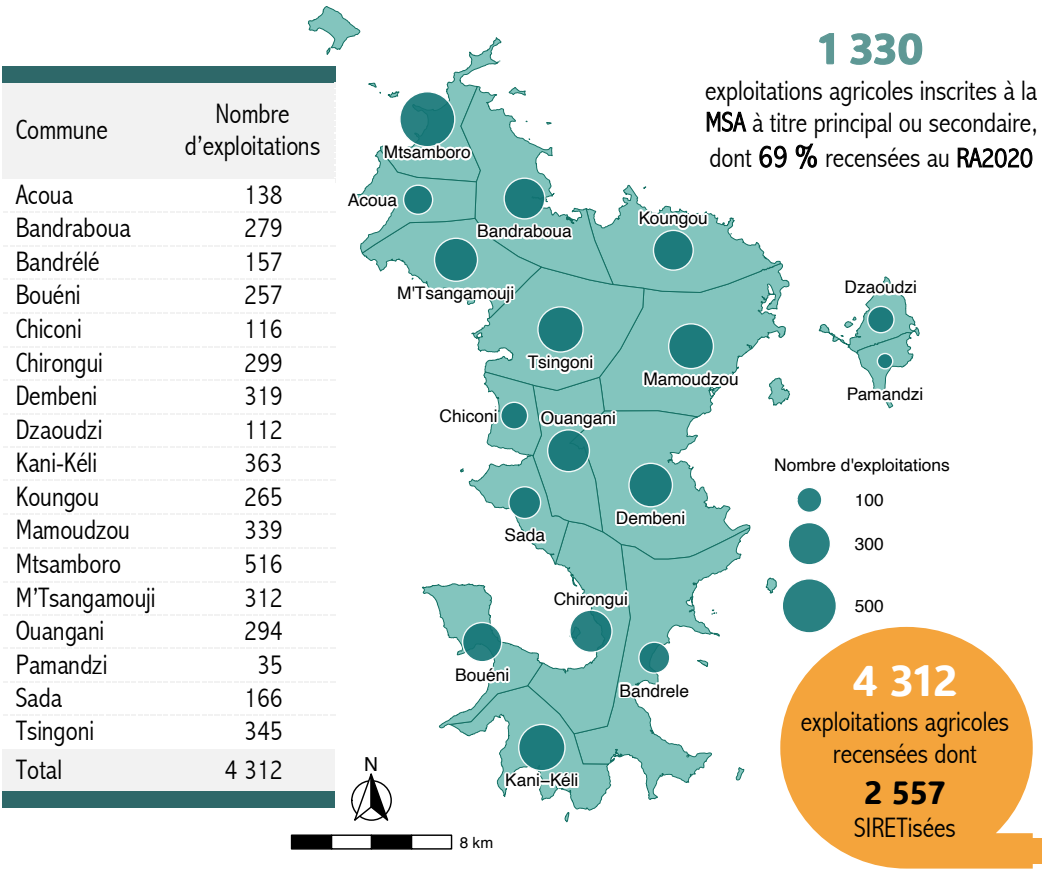 Commune Nombre d'exploitations
Acoua 138
Bandraboua 279
Bandrélé 157
Bouéni 257
Chiconi 116
Chirongui 299
Dembeni 319
Dzaoudzi 112
Kani-Kéli 363
Koungou 265
Mamoudzou 339
Mtsamboro 516
M'Tsangamouji 312
Ouangani 294
Pamandzi 35
Sada 166
Tsingoni 345
Total 4 312
1 330
exploitations agricoles inscrites à la
MSA à titre principal ou secondaire,
dont 69 % recensées au RA2020
Mtsamboro
Acoua
Bandraboua
Koungou
M'Tsangamouji
Dzaoudzi
Tsingoni
Mamoudzou
Pamandzi
Chiconi
Ouangani
Dembeni
Sada
Chirongui
Bouéni
Bandrele
Kani−Kéli
Nombre d'exploitations
100
300
500
4 312
exploitations agricoles
recensées dont
2 557
SIRETisées
N
8 km